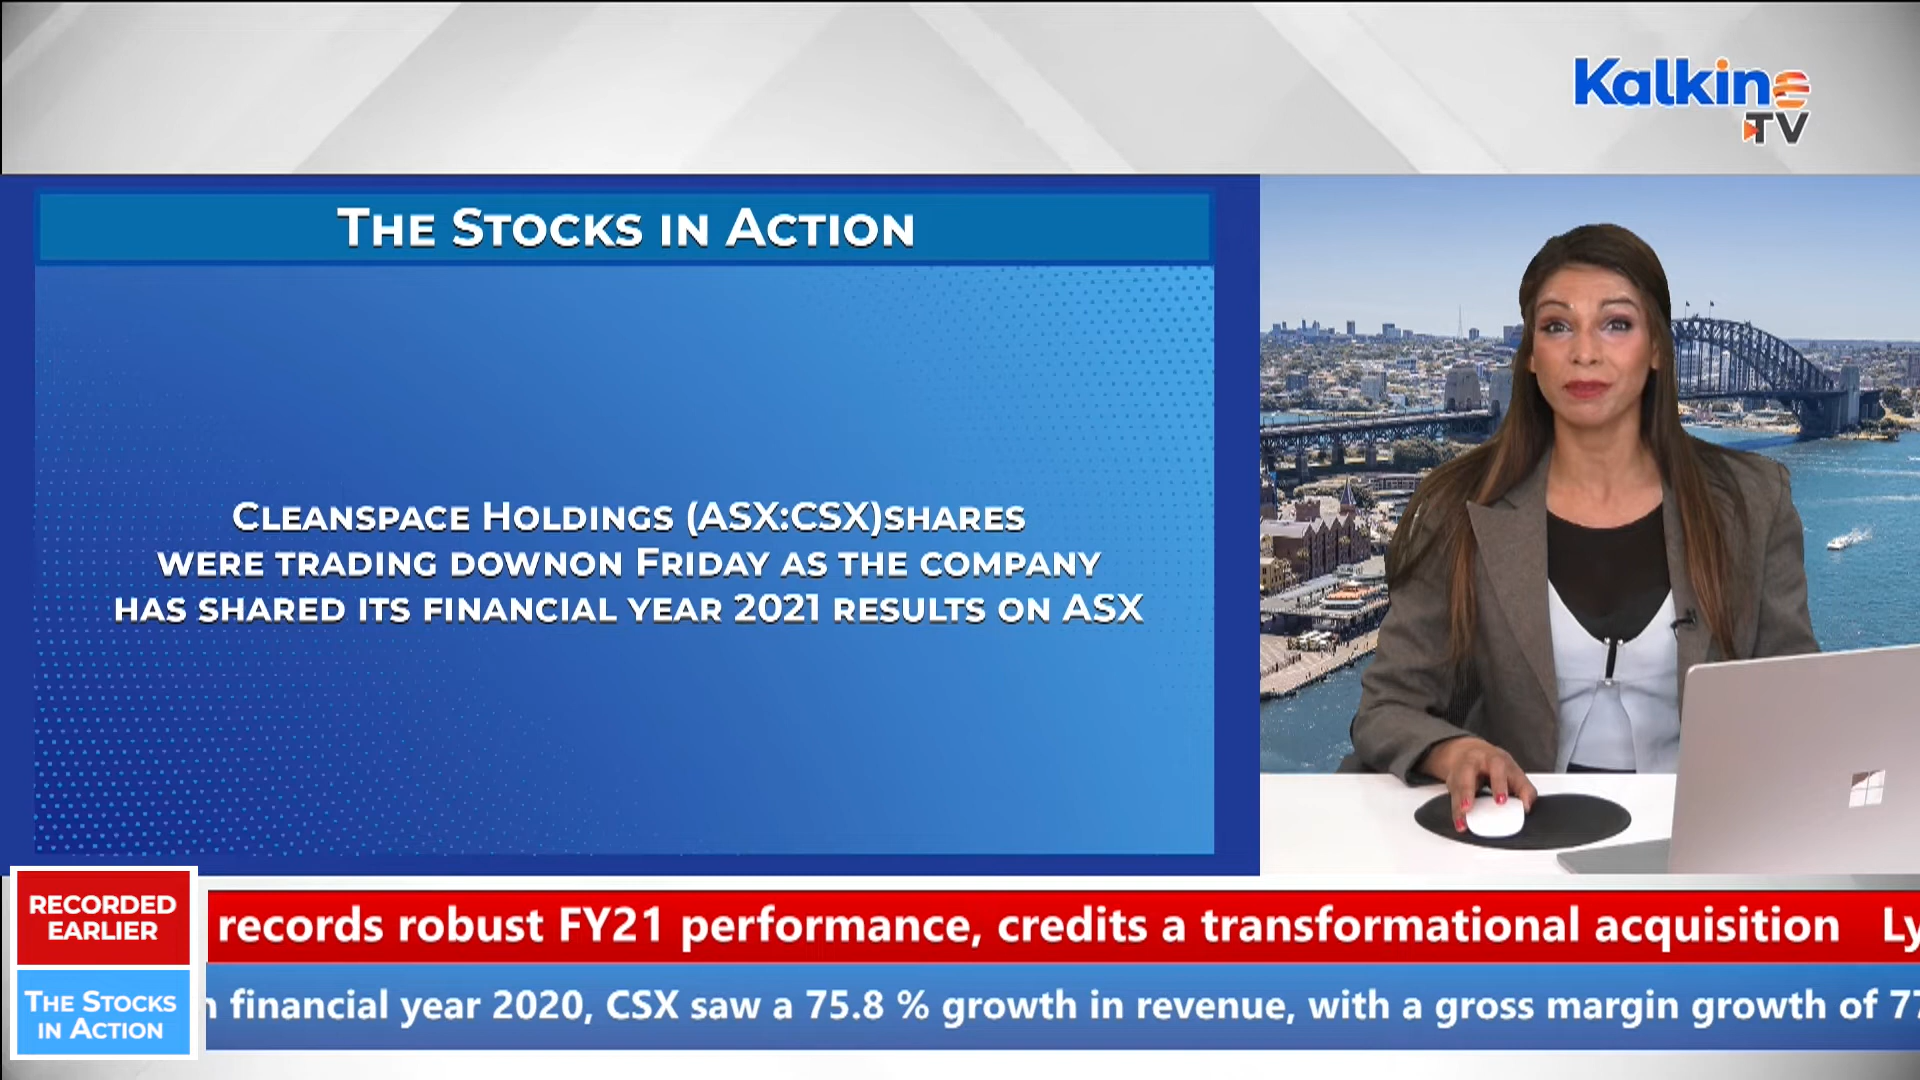 Kalkine
TV
The Stocks in Action
Cleanspace Holdings (ASX:CSX)shares
were trading downon Friday as the company
has shared its financial year 2021 results on ASX
RECORDED
EARLIER
records robust FY21 performance, credits a transformational acquisition Ly
The Stocks
in Action
financial year 2020, CSX saw a 75.8 % growth in revenue, with a gross margin growth of 77